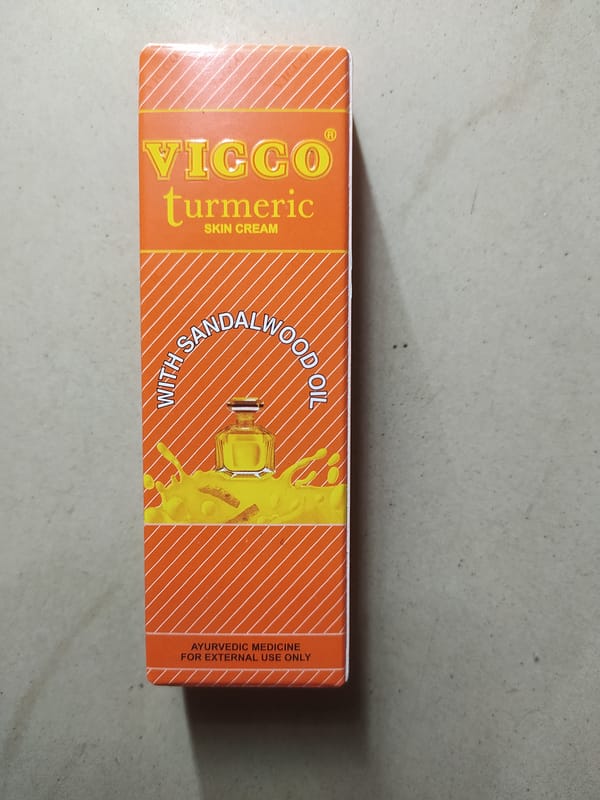 VICCO®
turmeric
SKIN CREAM
WITH SANDALWOOD OIL
AYURVEDIC MEDICINE
FOR EXTERNAL USE ONLY